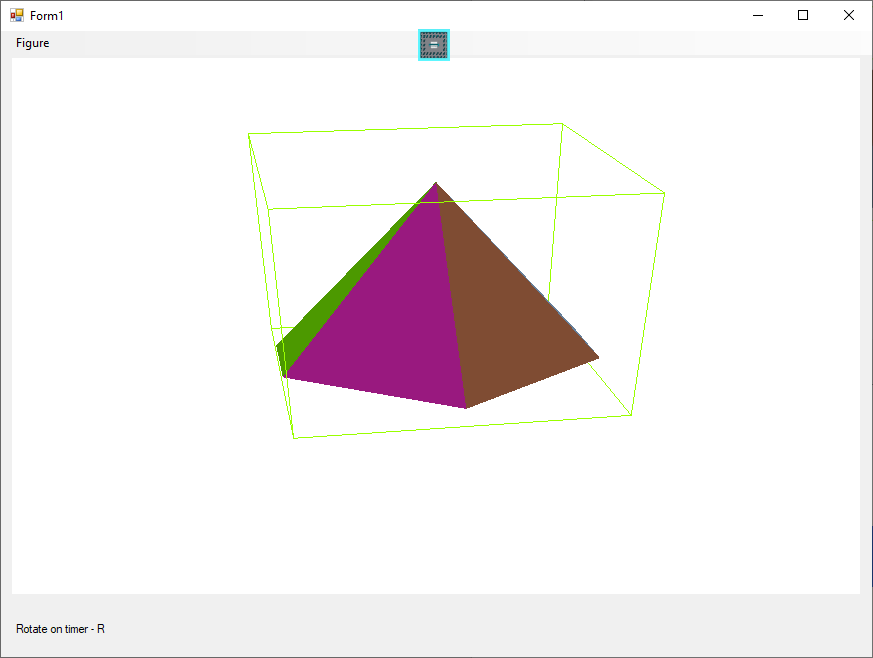 Form1
Figure
Rotate on timer - R